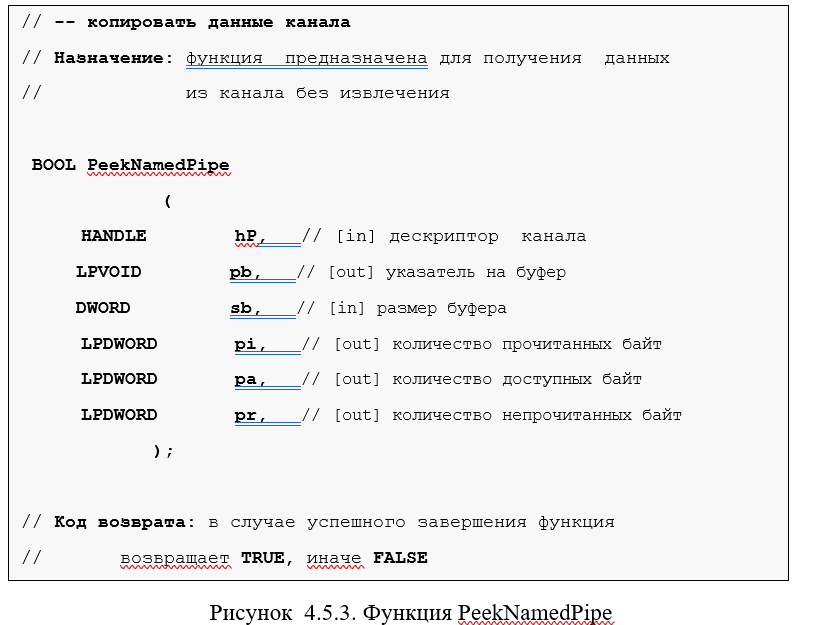 // -- копировать данные канала
// Назначение: функция предназначена для получения данных
// из канала без извлечения
BOOL PeekNamedPipe
(
HANDLE hP, // [in] дескриптор канала
LPVOID pb, // [out] указатель на буфер
DWORD sb, // [in] размер буфера
LPDWORD pi, // [out] количество прочитанных байт
LPDWORD pa, // [out] количество доступных байт
LPDWORD pr, // [out] количество непрочитанных байт
);
// Код возврата: в случае успешного завершения функция
// возвращает TRUE, иначе FALSE
Рисунок 4.5.3. Функция PeekNamedPipe